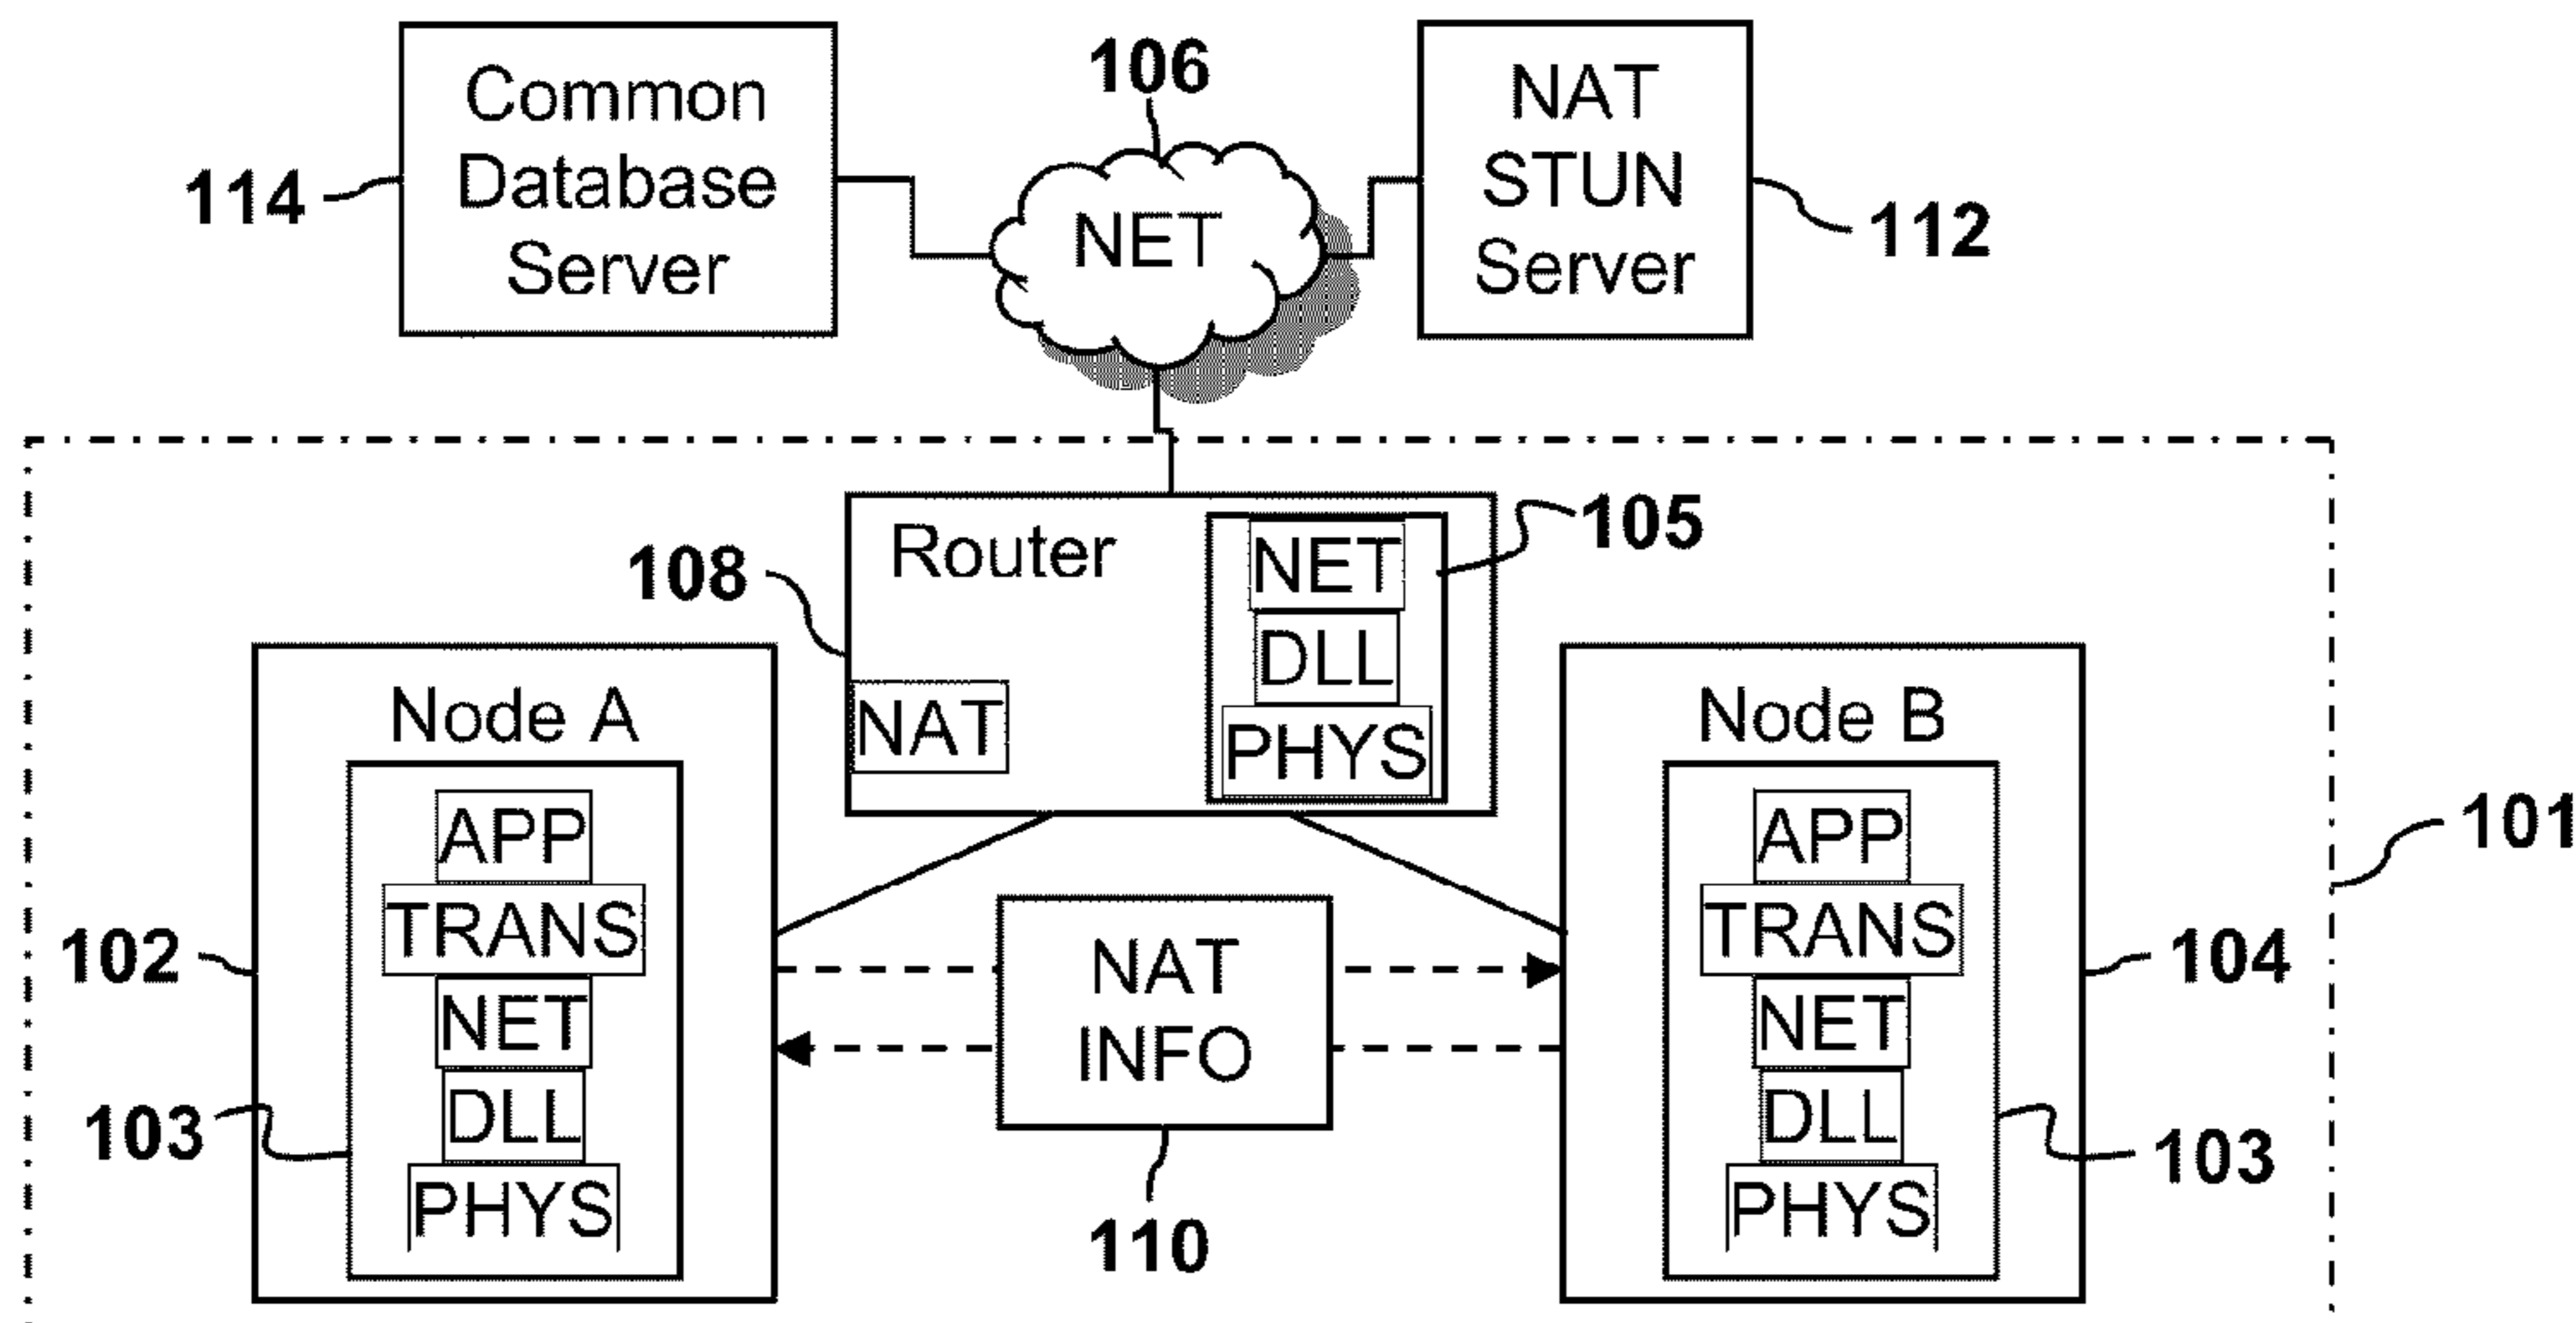 Common
Database
Server
114
106
NET
NAT
STUN
Server
112
Router
108
NAT
NET
DLL
PHYS
105
Node A
APP
TRANS
NET
DLL
PHYS
102
103
NAT
INFO
110
Node B
APP
TRANS
NET
DLL
PHYS
104
103
101